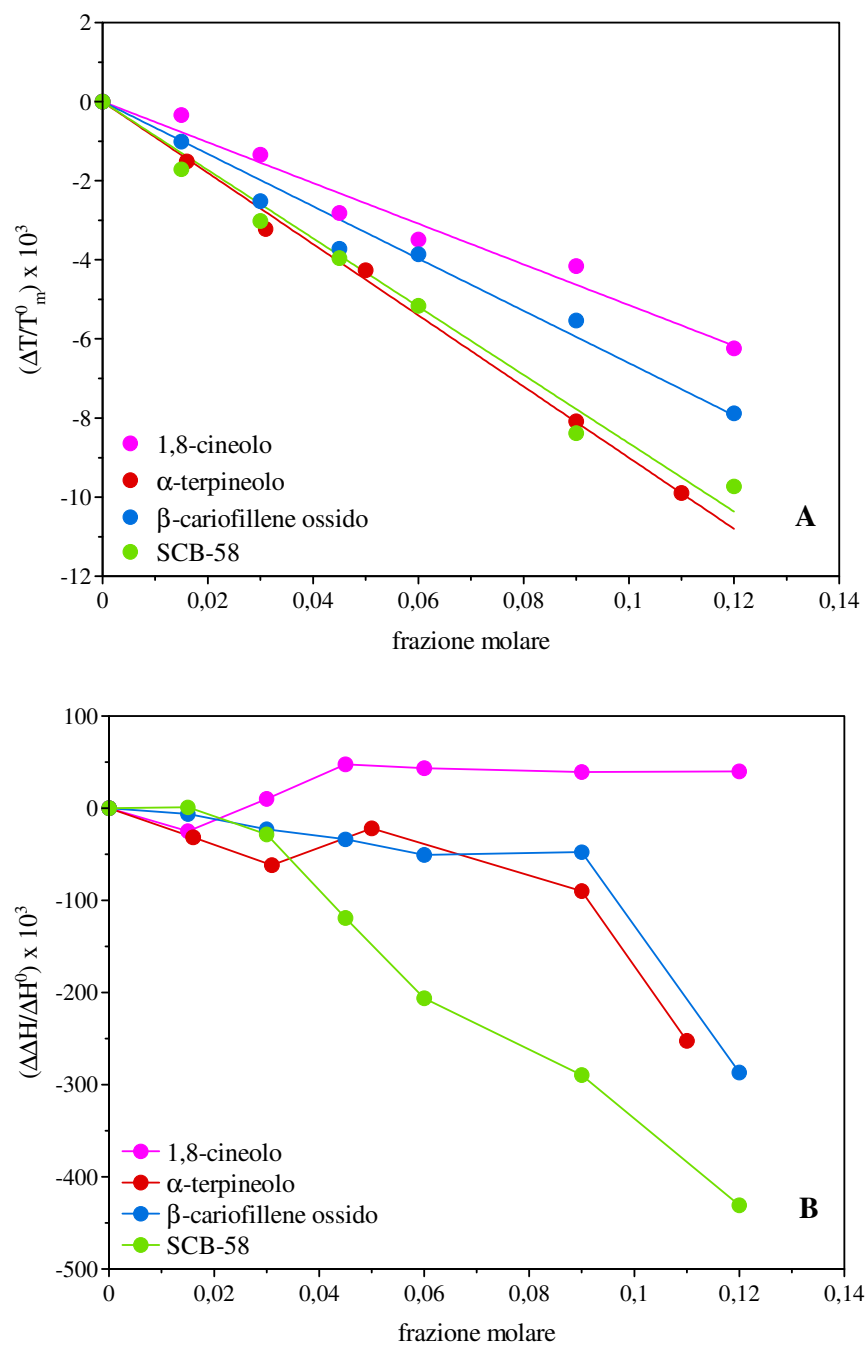 0
-2
-4
-6
-8
-10
-12
(ΔT/T⁰ₘ) x 10³
1,8-cineolo
α-terpineolo
β-cariofillene ossido
SCB-58
A
0 0,02 0,04 0,06 0,08 0,1 0,12 0,14
frazione molare
100
0
-100
-200
-300
-400
-500
(ΔΔH/ΔH⁰) x 10³
1,8-cineolo
α-terpineolo
β-cariofillene ossido
SCB-58
B
0 0,02 0,04 0,06 0,08 0,1 0,12 0,14
frazione molare